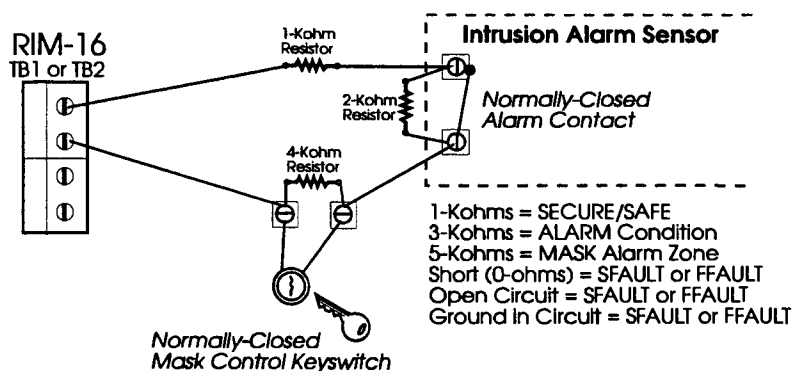 RIM-16
TB1 or TB2
1-Kohm
Resistor
Intrusion Alarm Sensor
2-Kohm
Resistor
Normally-Closed
Alarm Contact
4-Kohm
Resistor
1-Kohms = SECURE/SAFE
3-Kohms = ALARM Condition
5-Kohms = MASK Alarm Zone
Short (0-ohms) = SFAULT or FFAULT
Open Circuit = SFAULT or FFAULT
Ground in Circuit = SFAULT or FFAULT
Normally-Closed
Mask Control Keyswitch